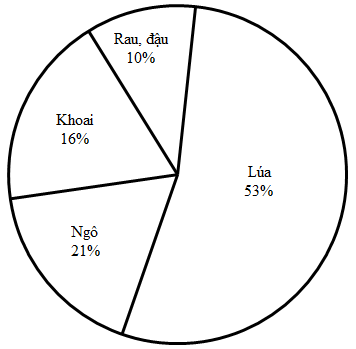 Rau, đậu
10%
Khoai
16%
Lúa
53%
Ngô
21%